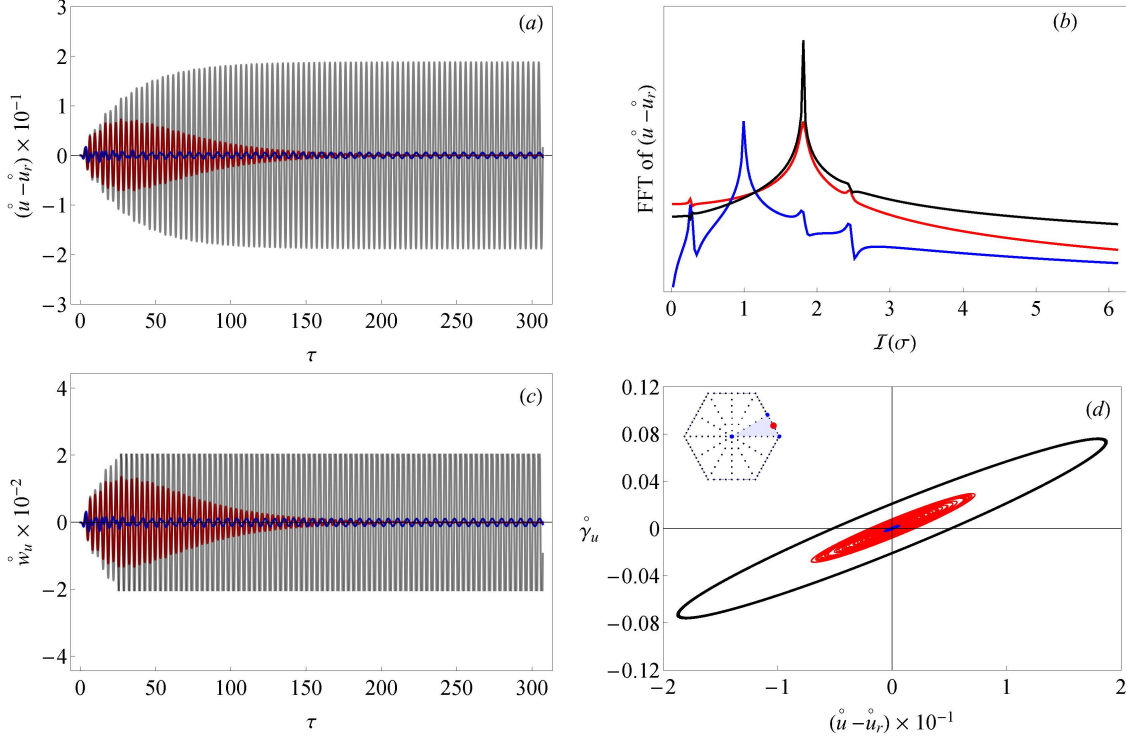 (a)
3
2
1
0
−1
−2
−3
0 50 100 150 200 250 300
τ
(ů − ůᵣ) × 10⁻¹
(b)
FFT of (ů − ůᵣ)
0 1 2 3 4 5 6
ℐ(σ)
(c)
4
2
0
−2
−4
0 50 100 150 200 250 300
τ
ẘᵤ × 10⁻²
(d)
0.12
0.08
0.04
0
−0.04
−0.08
−0.12
γ̊ᵤ
−2 −1 0 1 2
(ů − ůᵣ) × 10⁻¹